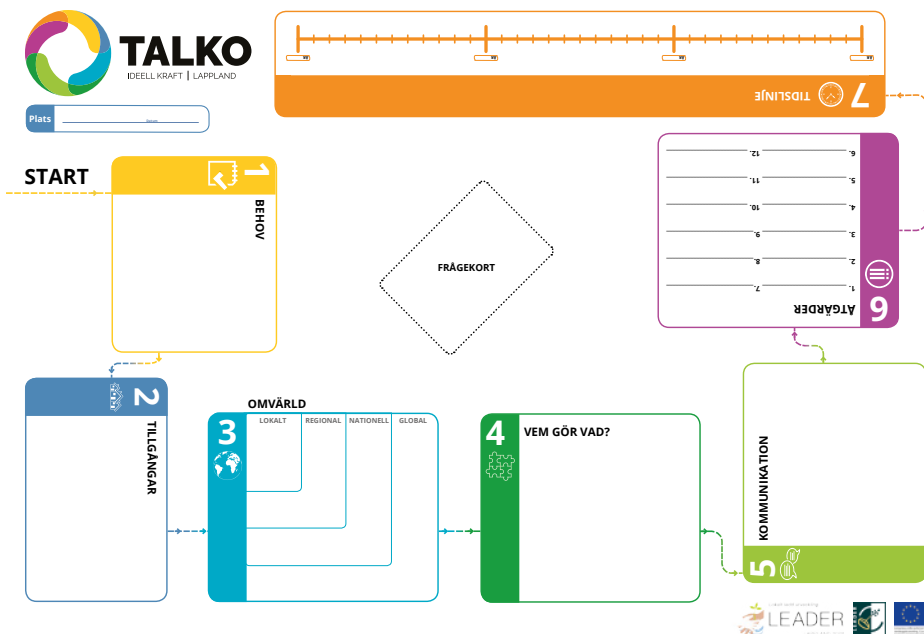 TALKO
IDEELL KRAFT | LAPPLAND
Plats
START
1
BEHOV
2
TILLGÅNGAR
OMVÄRLD
3
LOKALT
REGIONAL
NATIONELL
GLOBAL
4
VEM GÖR VAD?
5
KOMMUNIKATION
6
ÅTGÄRDER
1.
2.
3.
4.
5.
6.
7.
8.
9.
10.
11.
12.
7
TIDSLINJE
FRÅGEKORT
LEADER